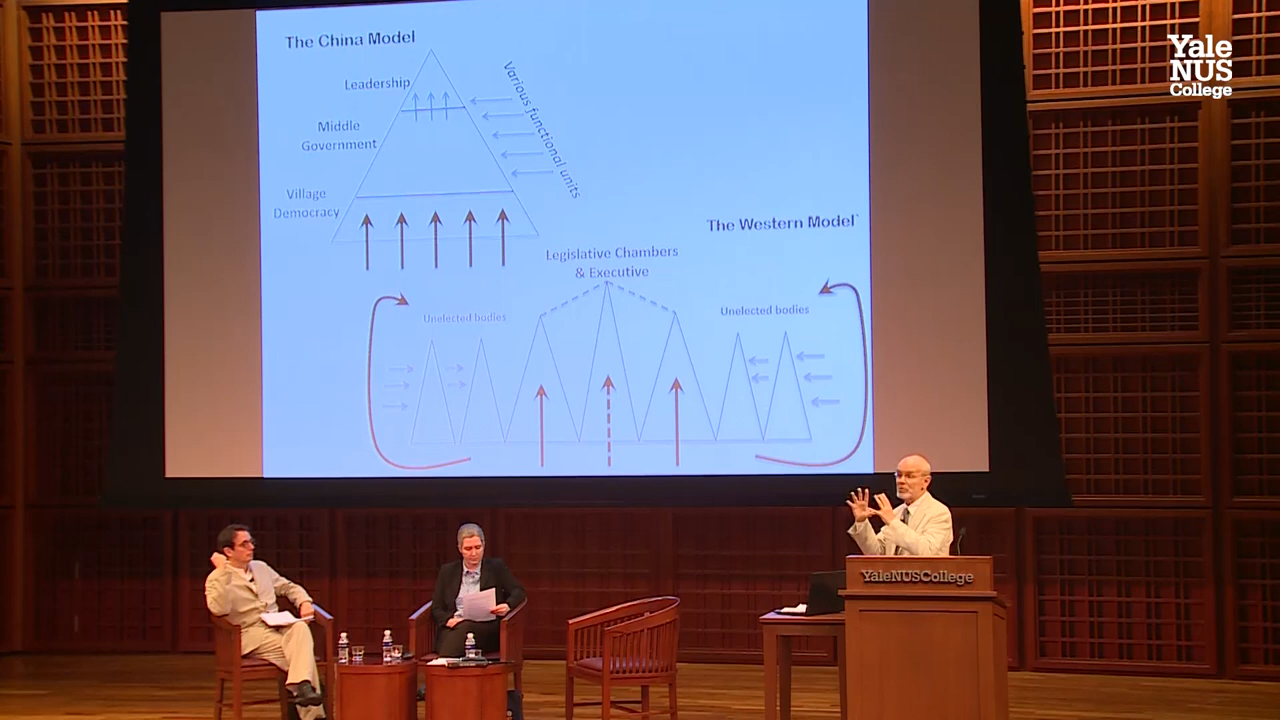 The China Model
Leadership
Middle
Government
Village
Democracy
Various functional units
The Western Model
Legislative Chambers
& Executive
Unelected bodies
Unelected bodies
Yale
NUS
College
YaleNUSCollege